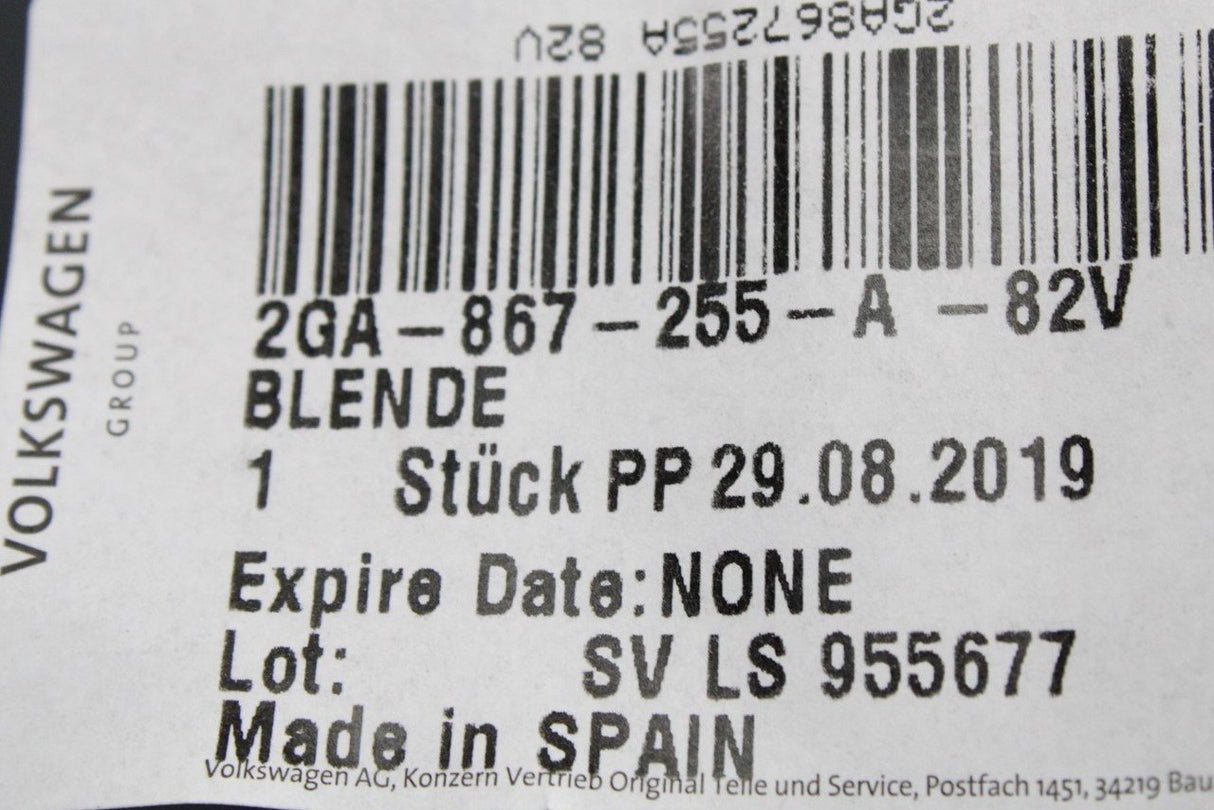 2GA867255A 82V
VOLKSWAGEN
GROUP
2GA-867-255-A -82V
BLENDE
1 Stück PP 29.08.2019
Expire Date:NONE
Lot: SV LS 955677
Made in SPAIN
Volkswagen AG, Konzern Vertrieb Original Teile und Service, Postfach 1451, 34219 Bau